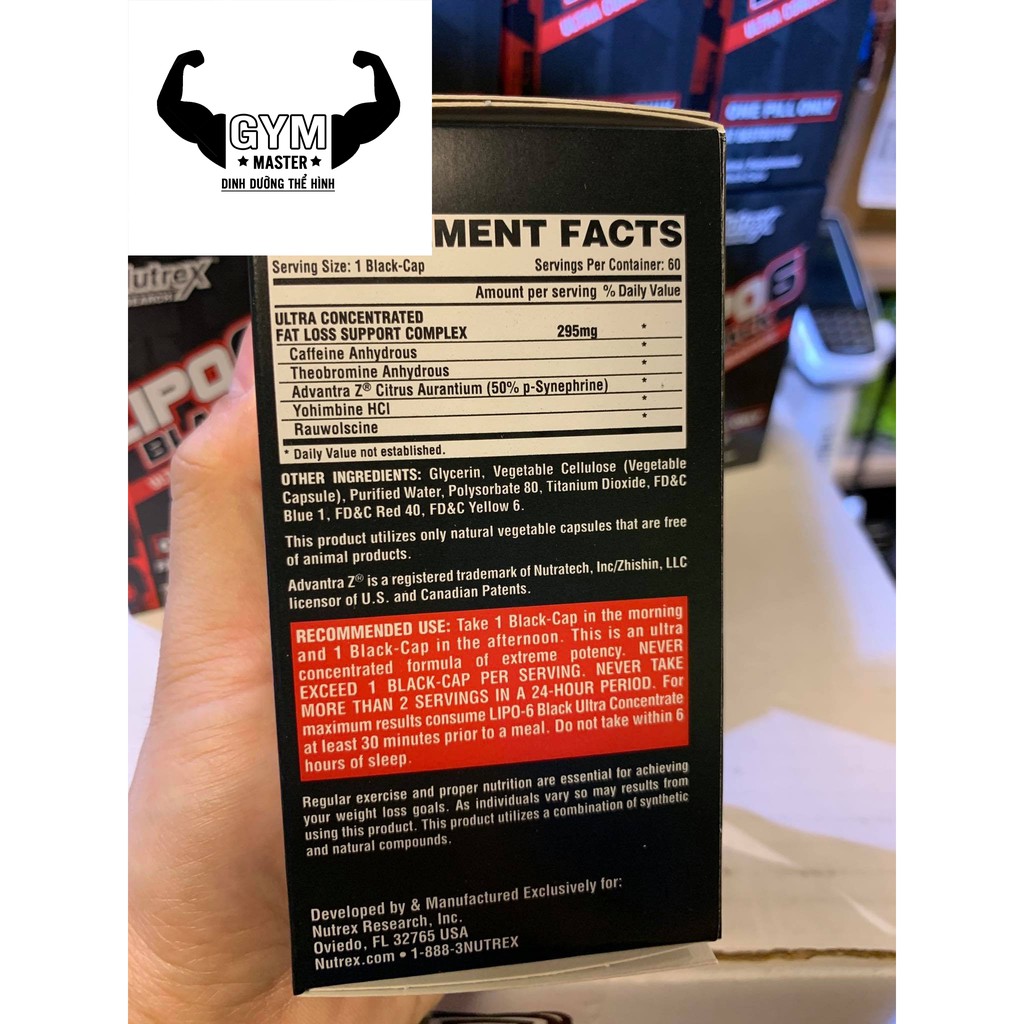 GYM
MASTER
DINH DƯỠNG THỂ HÌNH
ONE PILL ONLY
MENT FACTS
Serving Size: 1 Black-Cap Servings Per Container: 60
Amount per serving % Daily Value
ULTRA CONCENTRATED
FAT LOSS SUPPORT COMPLEX 295mg *
Caffeine Anhydrous *
Theobromine Anhydrous *
Advantra Z® Citrus Aurantium (50% p-Synephrine) *
Yohimbine HCl *
Rauwolscine *
* Daily Value not established.
OTHER INGREDIENTS: Glycerin, Vegetable Cellulose (Vegetable
Capsule), Purified Water, Polysorbate 80, Titanium Dioxide, FD&C
Blue 1, FD&C Red 40, FD&C Yellow 6.
This product utilizes only natural vegetable capsules that are free
of animal products.
Advantra Z® is a registered trademark of Nutratech, Inc/Zhishin, LLC
licensor of U.S. and Canadian Patents.
RECOMMENDED USE: Take 1 Black-Cap in the morning
and 1 Black-Cap in the afternoon. This is an ultra
concentrated formula of extreme potency. NEVER
EXCEED 1 BLACK-CAP PER SERVING. NEVER TAKE
MORE THAN 2 SERVINGS IN A 24-HOUR PERIOD. For
maximum results consume LIPO-6 Black Ultra Concentrate
at least 30 minutes prior to a meal. Do not take within 6
hours of sleep.
Regular exercise and proper nutrition are essential for achieving
your weight loss goals. As individuals vary so may results from
using this product. This product utilizes a combination of synthetic
and natural compounds.
Developed by & Manufactured Exclusively for:
Nutrex Research, Inc.
Oviedo, FL 32765 USA
Nutrex.com • 1-888-3NUTREX